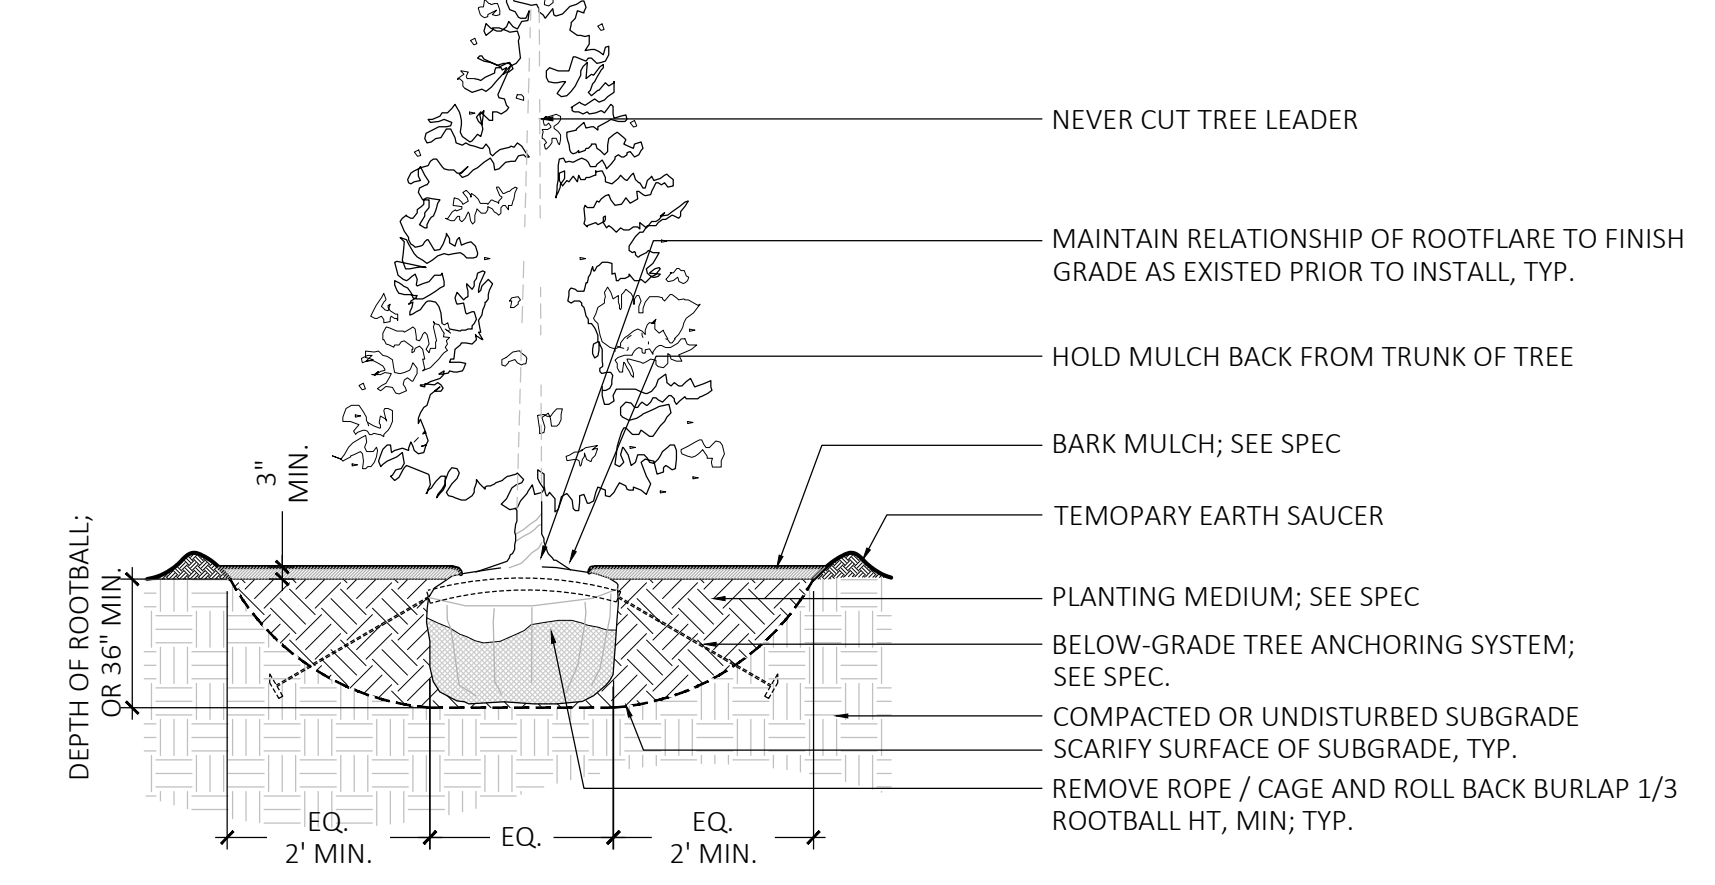 NEVER CUT TREE LEADER
MAINTAIN RELATIONSHIP OF ROOTFLARE TO FINISH
GRADE AS EXISTED PRIOR TO INSTALL, TYP.
HOLD MULCH BACK FROM TRUNK OF TREE
BARK MULCH; SEE SPEC
TEMOPARY EARTH SAUCER
PLANTING MEDIUM; SEE SPEC
BELOW-GRADE TREE ANCHORING SYSTEM;
SEE SPEC.
COMPACTED OR UNDISTURBED SUBGRADE
SCARIFY SURFACE OF SUBGRADE, TYP.
REMOVE ROPE / CAGE AND ROLL BACK BURLAP 1/3
ROOTBALL HT, MIN; TYP.
3"
MIN.
DEPTH OF ROOTBALL;
OR 36" MIN.
EQ.
2' MIN.
EQ.
EQ.
2' MIN.